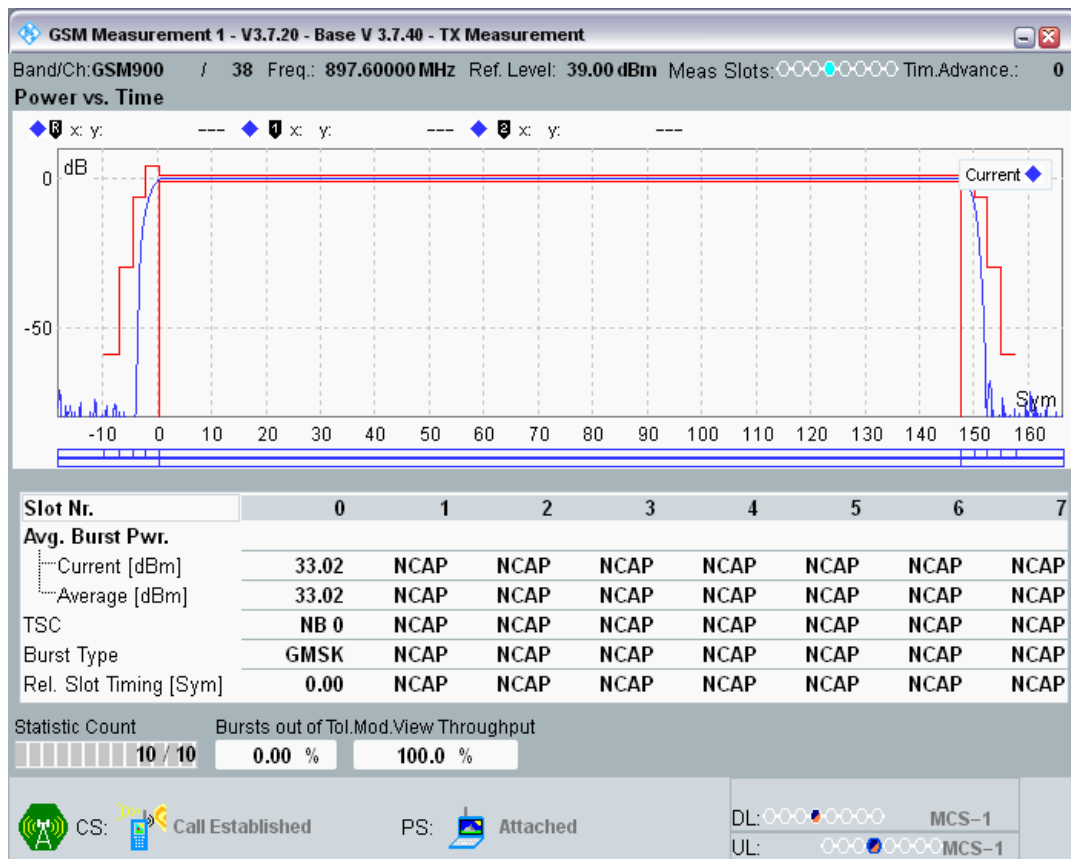 GSM Measurement 1 - V3.7.20 - Base V 3.7.40 - TX Measurement
Band/Ch:GSM900 / 38 Freq.: 897.60000 MHz Ref. Level: 39.00 dBm Meas Slots: Tim.Advance.: 0
Power vs. Time
R x: y: --- 1 x: y: --- 2 x: y: ---
dB
Current
0
-50
Sym
-10 0 10 20 30 40 50 60 70 80 90 100 110 120 130 140 150 160
Slot Nr. 0 1 2 3 4 5 6 7
Avg. Burst Pwr.
Current [dBm] 33.02 NCAP NCAP NCAP NCAP NCAP NCAP NCAP
Average [dBm] 33.02 NCAP NCAP NCAP NCAP NCAP NCAP NCAP
TSC NB 0 NCAP NCAP NCAP NCAP NCAP NCAP NCAP
Burst Type GMSK NCAP NCAP NCAP NCAP NCAP NCAP NCAP
Rel. Slot Timing [Sym] 0.00 NCAP NCAP NCAP NCAP NCAP NCAP NCAP
Statistic Count Bursts out of Tol.Mod.View Throughput
10 / 10 0.00 % 100.0 %
CS: Call Established PS: Attached
DL: MCS-1
UL: MCS-1